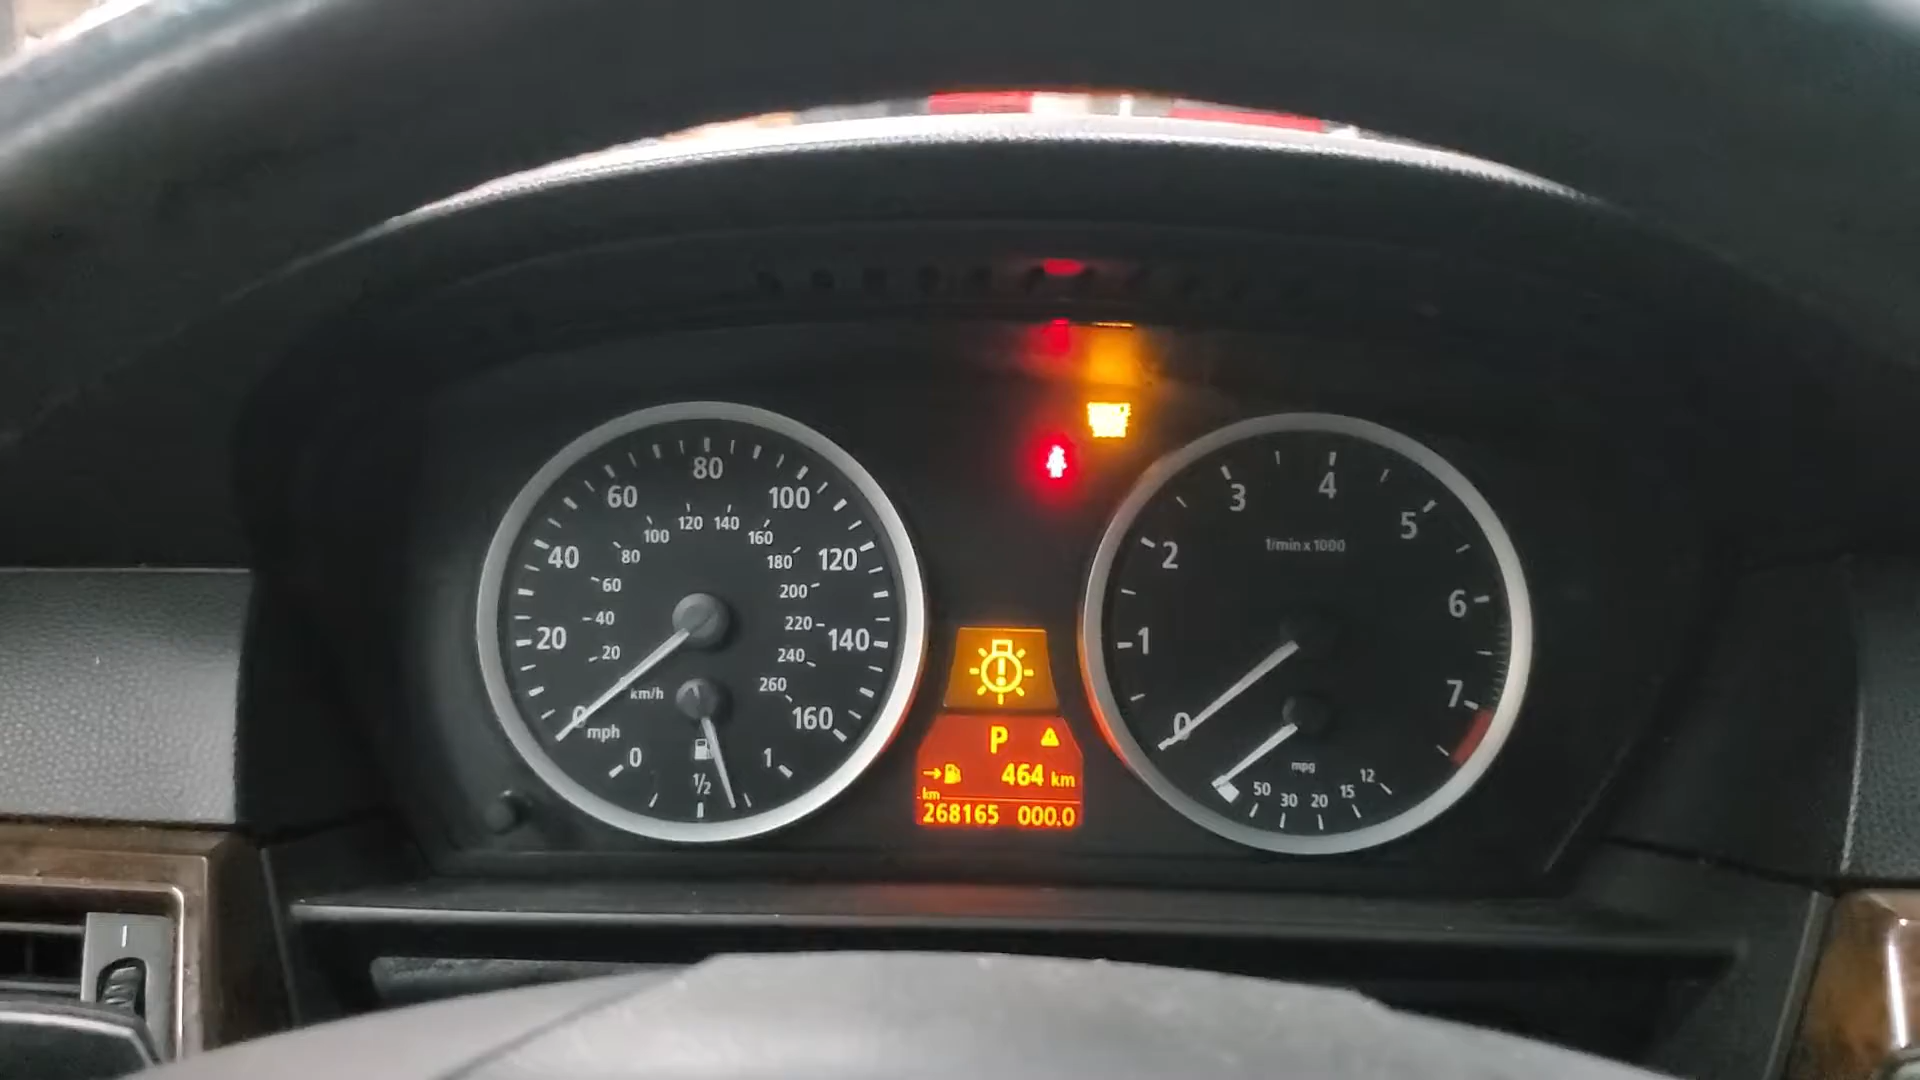 80
60 100
120 140
100 160
40 80 180 120
60 200
40 220
20 20 240 140
km/h 260
0 mph 160
0 1/2 1
4
3 5
1/min x 1000
2 6
1 7
0
mpg
50 30 20 15 12
P
464 km
km
268165 000.0